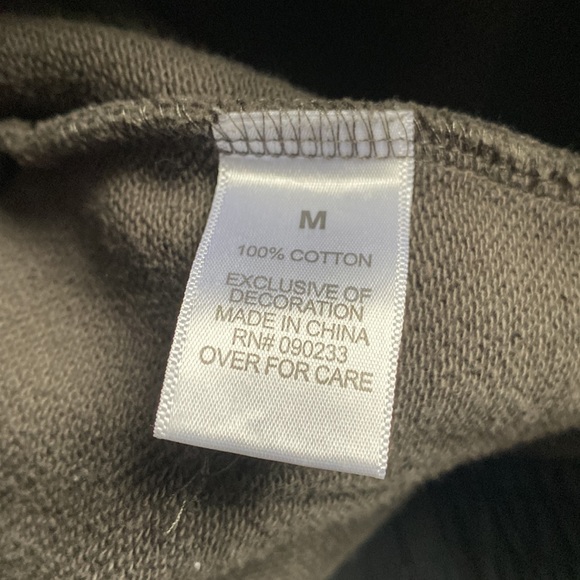 M
100% COTTON
EXCLUSIVE OF
DECORATION
MADE IN CHINA
RN# 090233
OVER FOR CARE